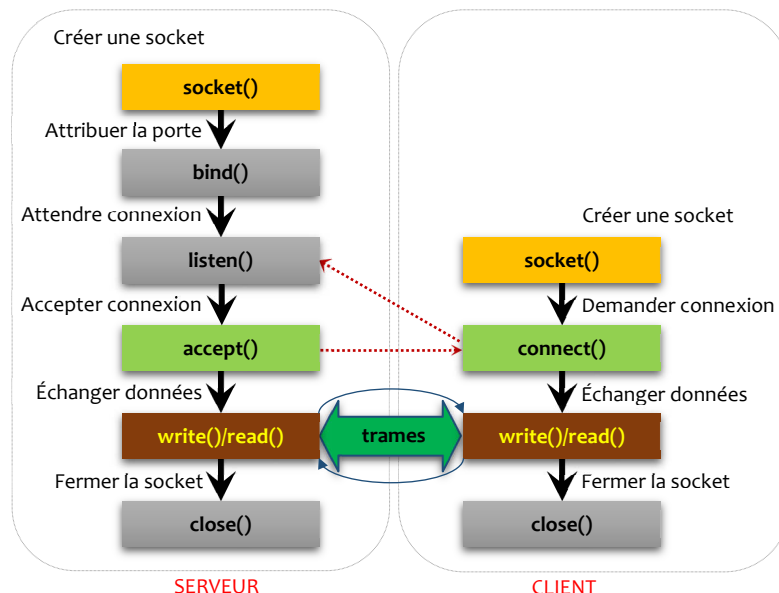 Créer une socket
socket()
Attribuer la porte
bind()
Attendre connexion
listen()
Accepter connexion
accept()
Échanger données
write()/read()
Fermer la socket
close()
SERVEUR
trames
Créer une socket
socket()
Demander connexion
connect()
Échanger données
write()/read()
Fermer la socket
close()
CLIENT